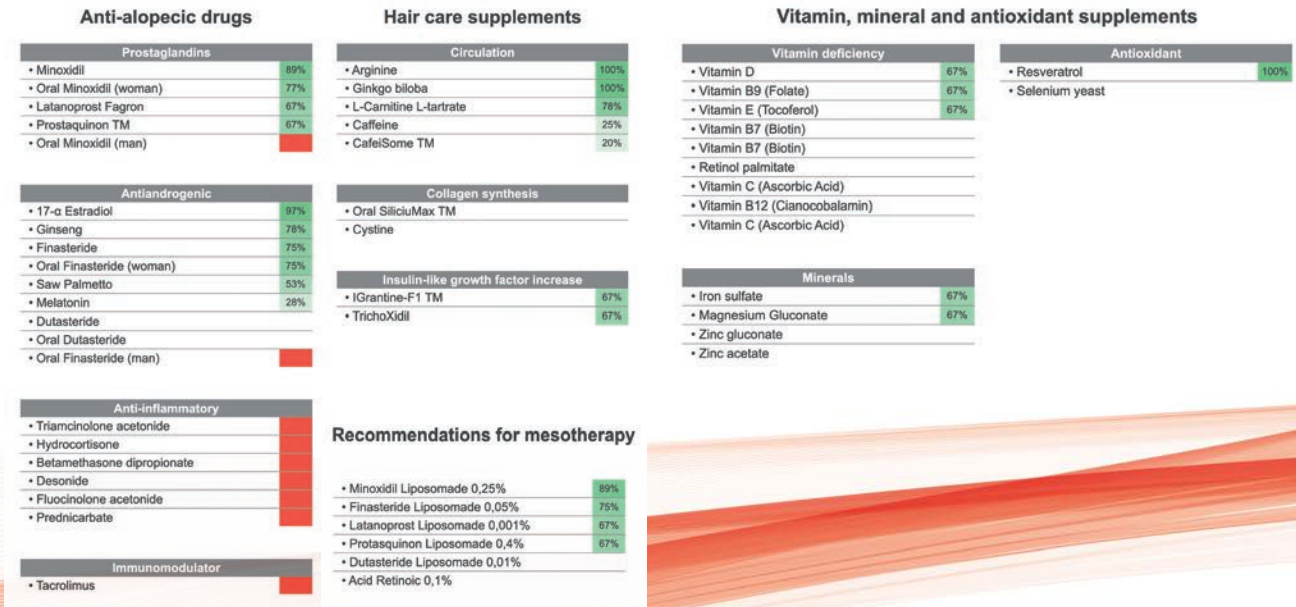 Anti-alopecic drugs
Prostaglandins
• Minoxidil 89%
• Oral Minoxidil (woman) 77%
• Latanoprost Fagron 67%
• Prostaquinon TM 67%
• Oral Minoxidil (man)
Antiandrogenic
• 17-α Estradiol 97%
• Ginseng 78%
• Finasteride 75%
• Oral Finasteride (woman) 75%
• Saw Palmetto 53%
• Melatonin 28%
• Dutasteride
• Oral Dutasteride
• Oral Finasteride (man)
Anti-inflammatory
• Triamcinolone acetonide
• Hydrocortisone
• Betamethasone dipropionate
• Desonide
• Fluocinolone acetonide
• Prednicarbate
Immunomodulator
• Tacrolimus
Hair care supplements
Circulation
• Arginine 100%
• Ginkgo biloba 100%
• L-Carnitine L-tartrate 78%
• Caffeine 25%
• CafeiSome TM 20%
Collagen synthesis
• Oral SiliciuMax TM
• Cystine
Insulin-like growth factor increase
• IGrantine-F1 TM 67%
• TrichoXidil 67%
Recommendations for mesotherapy
• Minoxidil Liposomade 0,25% 89%
• Finasteride Liposomade 0,05% 75%
• Latanoprost Liposomade 0,001% 67%
• Protasquinon Liposomade 0,4% 67%
• Dutasteride Liposomade 0,01%
• Acid Retinoic 0,1%
Vitamin, mineral and antioxidant supplements
Vitamin deficiency
• Vitamin D 67%
• Vitamin B9 (Folate) 67%
• Vitamin E (Tocoferol) 67%
• Vitamin B7 (Biotin)
• Vitamin B7 (Biotin)
• Retinol palmitate
• Vitamin C (Ascorbic Acid)
• Vitamin B12 (Cianocobalamin)
• Vitamin C (Ascorbic Acid)
Minerals
• Iron sulfate 67%
• Magnesium Gluconate 67%
• Zinc gluconate
• Zinc acetate
Antioxidant
• Resveratrol 100%
• Selenium yeast